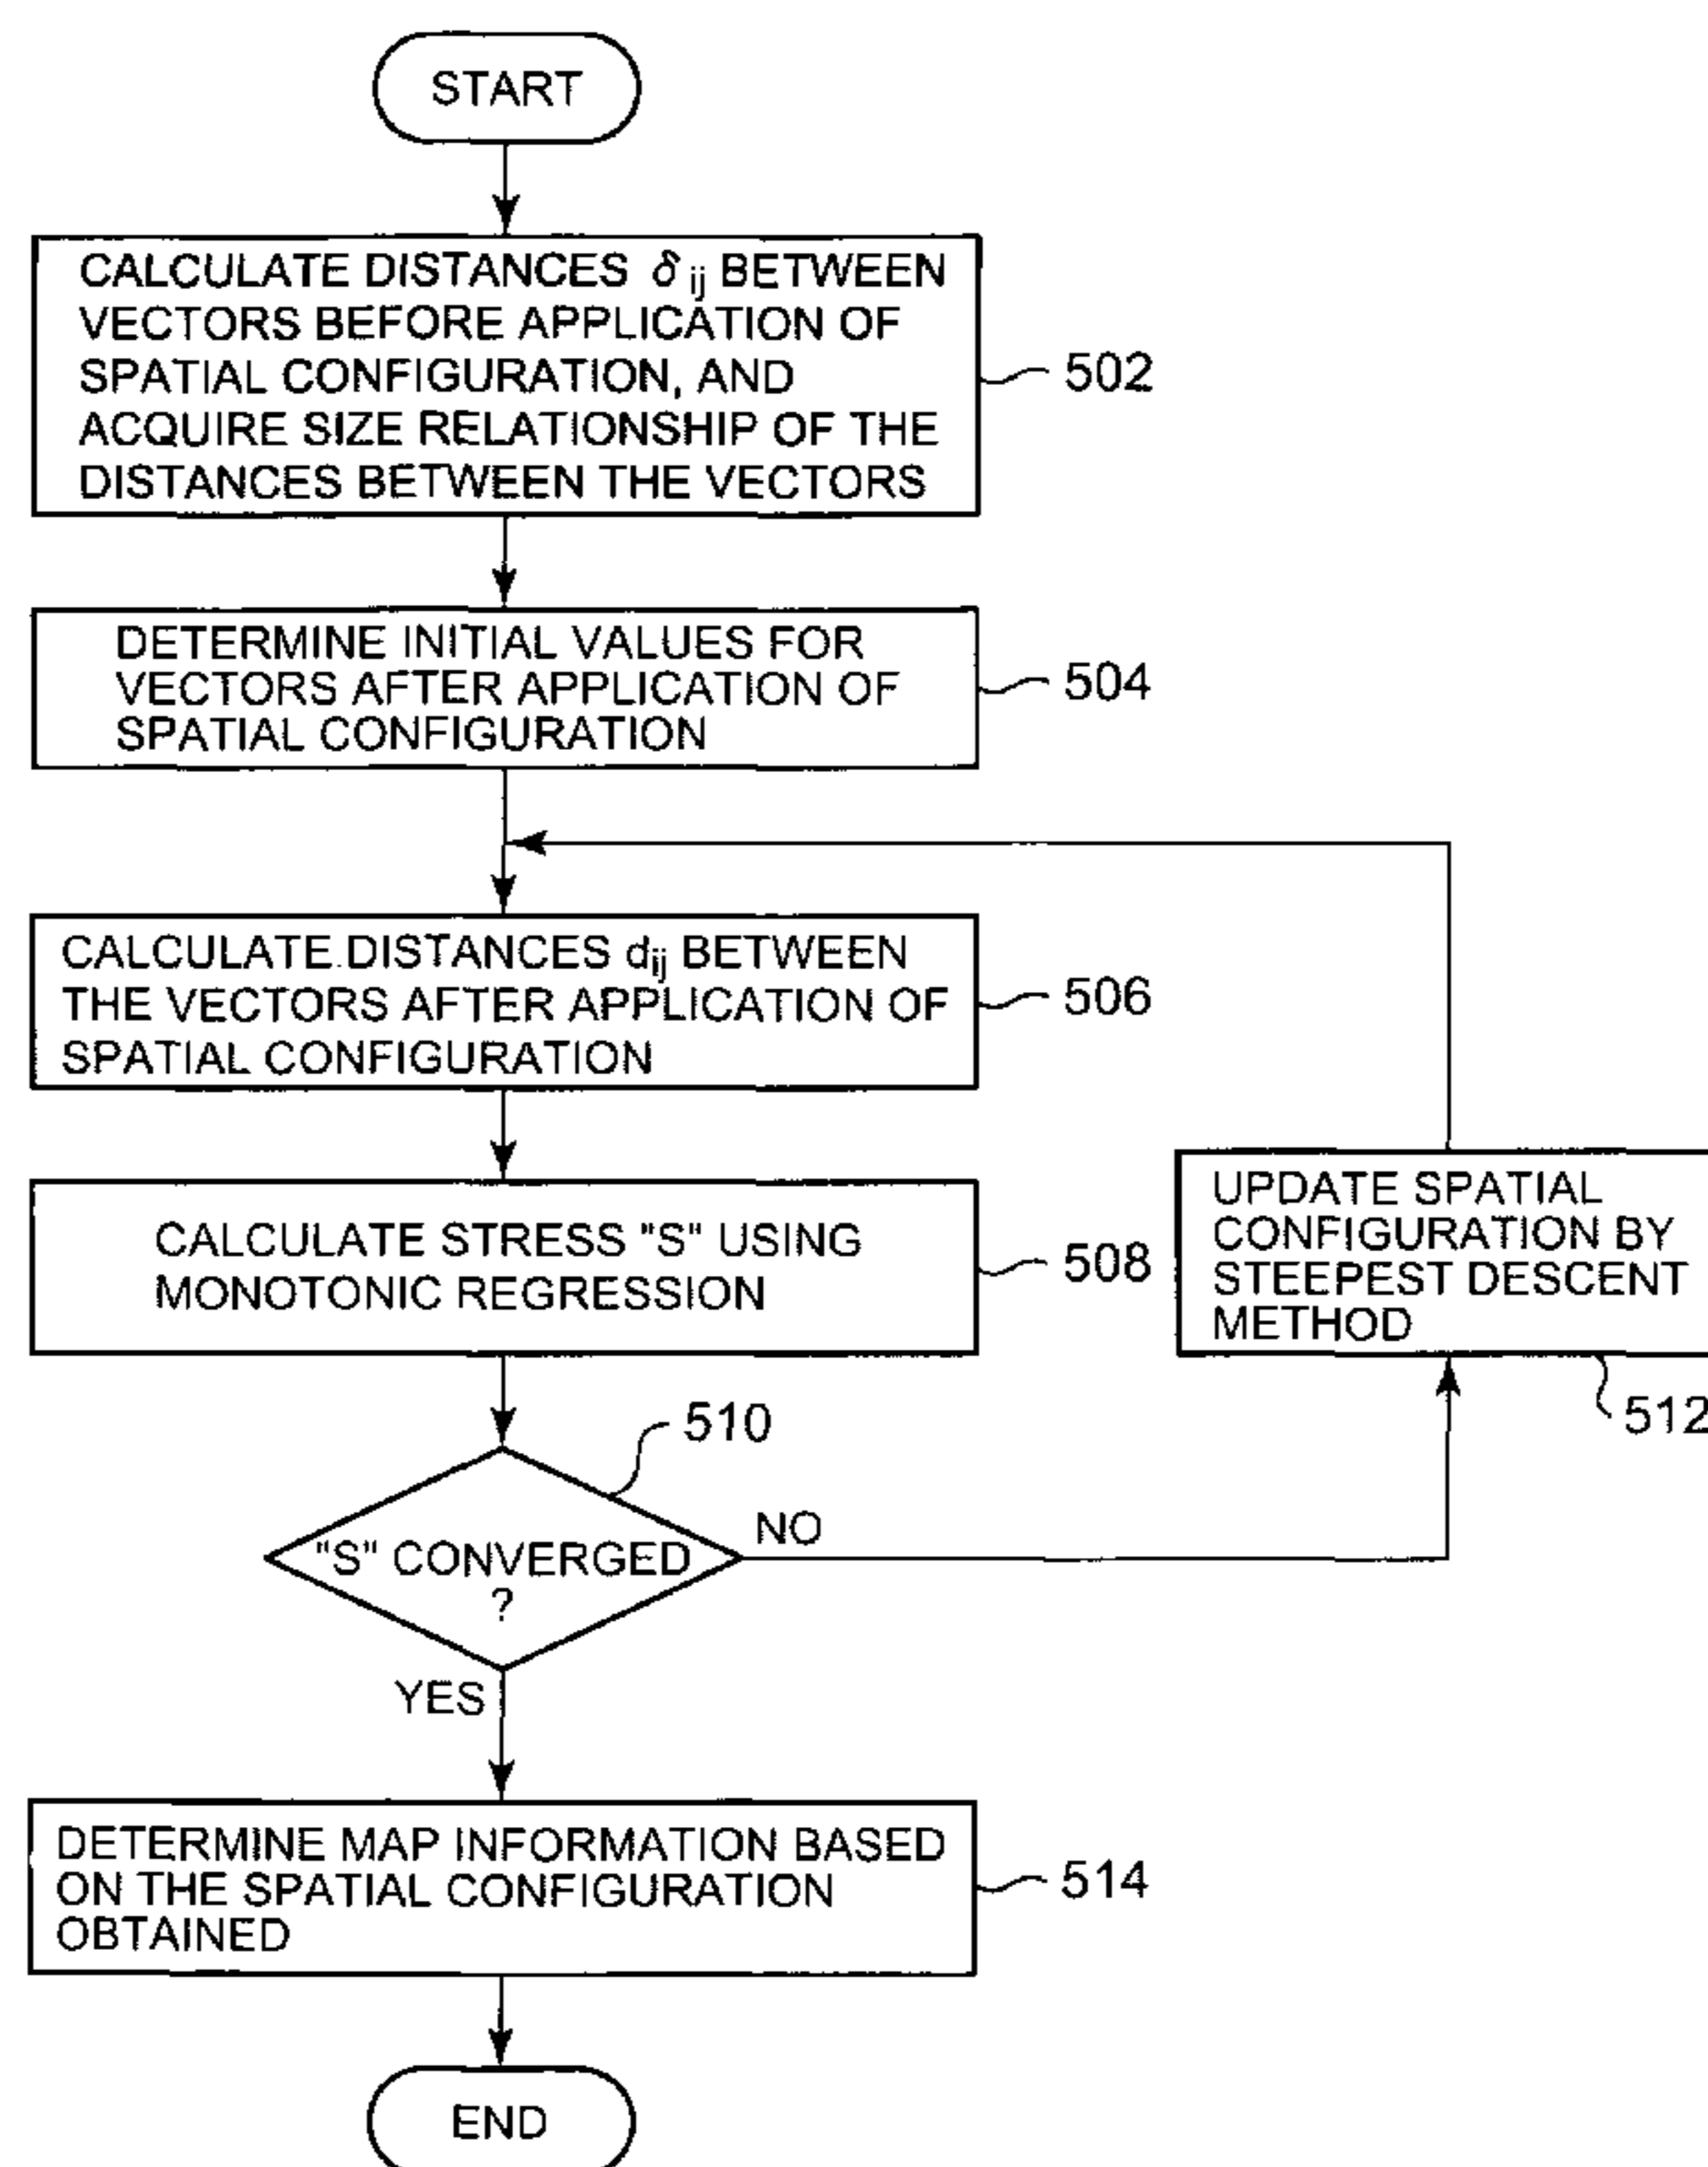 START
CALCULATE DISTANCES δij BETWEEN
VECTORS BEFORE APPLICATION OF
SPATIAL CONFIGURATION, AND
ACQUIRE SIZE RELATIONSHIP OF THE
DISTANCES BETWEEN THE VECTORS
502
DETERMINE INITIAL VALUES FOR
VECTORS AFTER APPLICATION OF
SPATIAL CONFIGURATION
504
CALCULATE DISTANCES dij BETWEEN
THE VECTORS AFTER APPLICATION OF
SPATIAL CONFIGURATION
506
CALCULATE STRESS "S" USING
MONOTONIC REGRESSION
508
UPDATE SPATIAL
CONFIGURATION BY
STEEPEST DESCENT
METHOD
512
510
"S" CONVERGED
?
NO
YES
DETERMINE MAP INFORMATION BASED
ON THE SPATIAL CONFIGURATION
OBTAINED
514
END